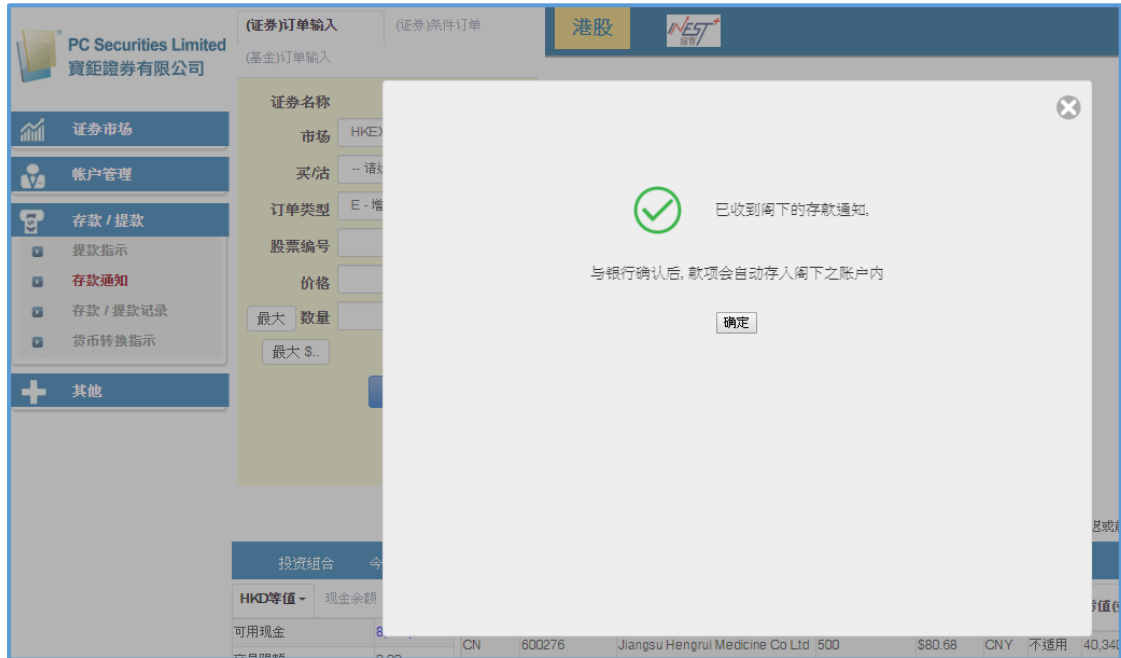 PC Securities Limited
寶鉅證券有限公司
证券市场
帐户管理
存款 / 提款
提款指示
存款通知
存款 / 提款记录
货币转换指示
其他
(证券)订单输入
(证券)条件订单
(基金)订单输入
港股
INVEST+
投資
证券名称
市场 HKEX
买/沽 -- 请
订单类型 E - 增
股票编号
价格
最大 数量
最大 $..
已收到阁下的存款通知,
与银行确认后, 款项会自动存入阁下之账户内
确定
投资组合 今
HKD等值 现金余额
可用现金 8,
CN 600276 Jiangsu Hengrui Medicine Co Ltd 500 $80.68 CNY 不适用 40,340